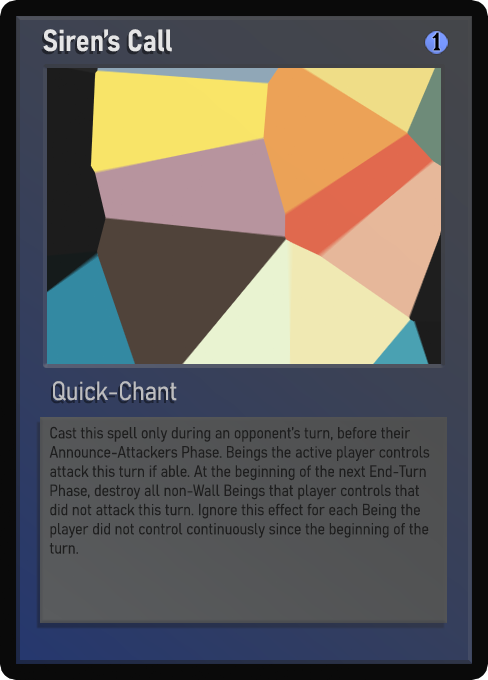 Siren's Call
1
Quick-Chant
Cast this spell only during an opponent's turn, before their
Announce-Attackers Phase. Beings the active player controls
attack this turn if able. At the beginning of the next End-Turn
Phase, destroy all non-Wall Beings that player controls that
did not attack this turn. Ignore this effect for each Being the
player did not control continuously since the beginning of the
turn.